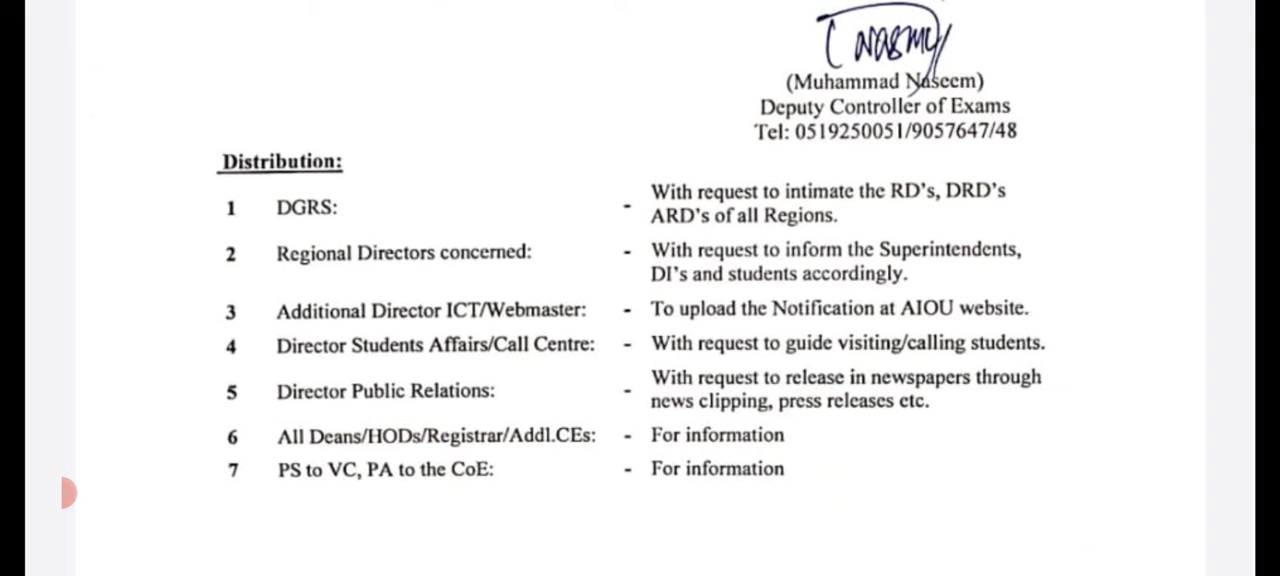 (Muhammad Naseem)
Deputy Controller of Exams
Tel: 0519250051/9057647/48
Distribution:
1 DGRS: - With request to intimate the RD's, DRD's
ARD's of all Regions.
2 Regional Directors concerned: - With request to inform the Superintendents,
DI's and students accordingly.
3 Additional Director ICT/Webmaster: - To upload the Notification at AIOU website.
4 Director Students Affairs/Call Centre: - With request to guide visiting/calling students.
5 Director Public Relations: - With request to release in newspapers through
news clipping, press releases etc.
6 All Deans/HODs/Registrar/Addl.CEs: - For information
7 PS to VC, PA to the CoE: - For information